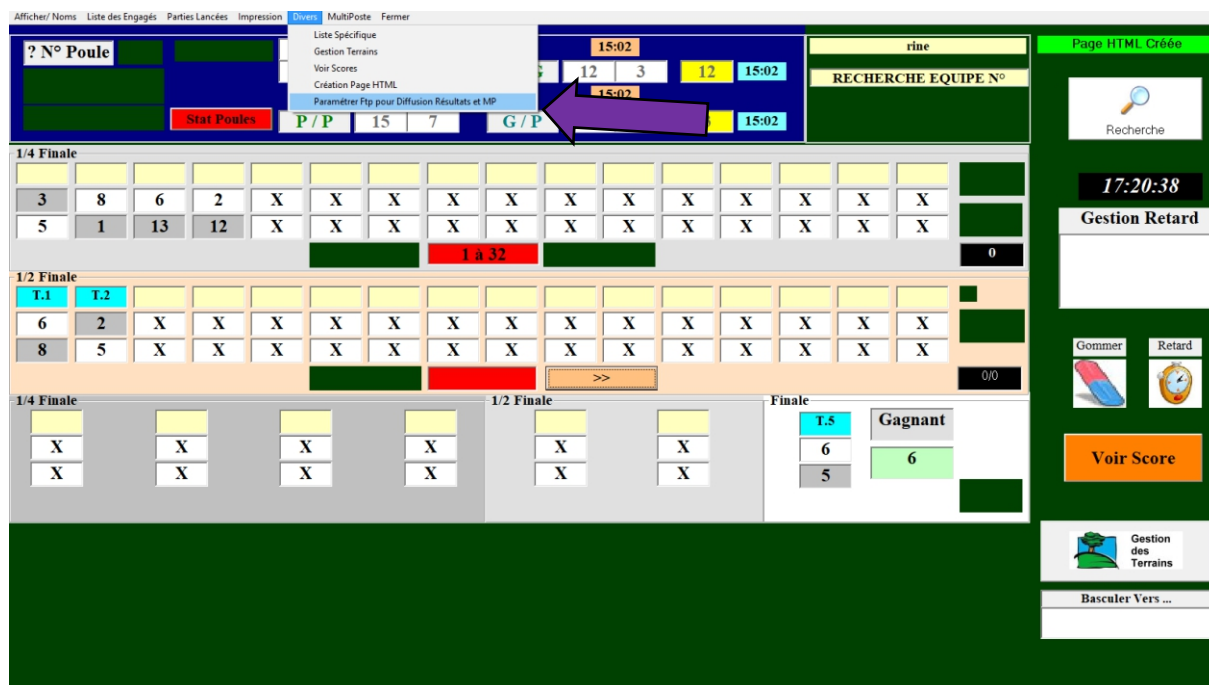 Afficher/ Noms Liste des Engagés Parties Lancées Impression Divers MultiPoste Fermer
Liste Spécifique
Gestion Terrains
Voir Scores
Création Page HTML
Paramétrer Ftp pour Diffusion Résultats et MP
? N° Poule
Stat Poules
15:02
12 3 12 15:02
15:02
P / P 15 7 G / P 15:02
rine
RECHERCHE EQUIPE N°
Page HTML Créée
Recherche
17:20:38
Gestion Retard
1/4 Finale
3 8 6 2 X X X X X X X X X X X X
5 1 13 12 X X X X X X X X X X X X
1 à 32
0
1/2 Finale
T.1 T.2
6 2 X X X X X X X X X X X X X X
8 5 X X X X X X X X X X X X X X
>>
0/0
Gommer Retard
1/4 Finale 1/2 Finale Finale
T.5 Gagnant
X X X X X X 6
X X X X X X 5
6
Voir Score
Gestion
des
Terrains
Basculer Vers ...